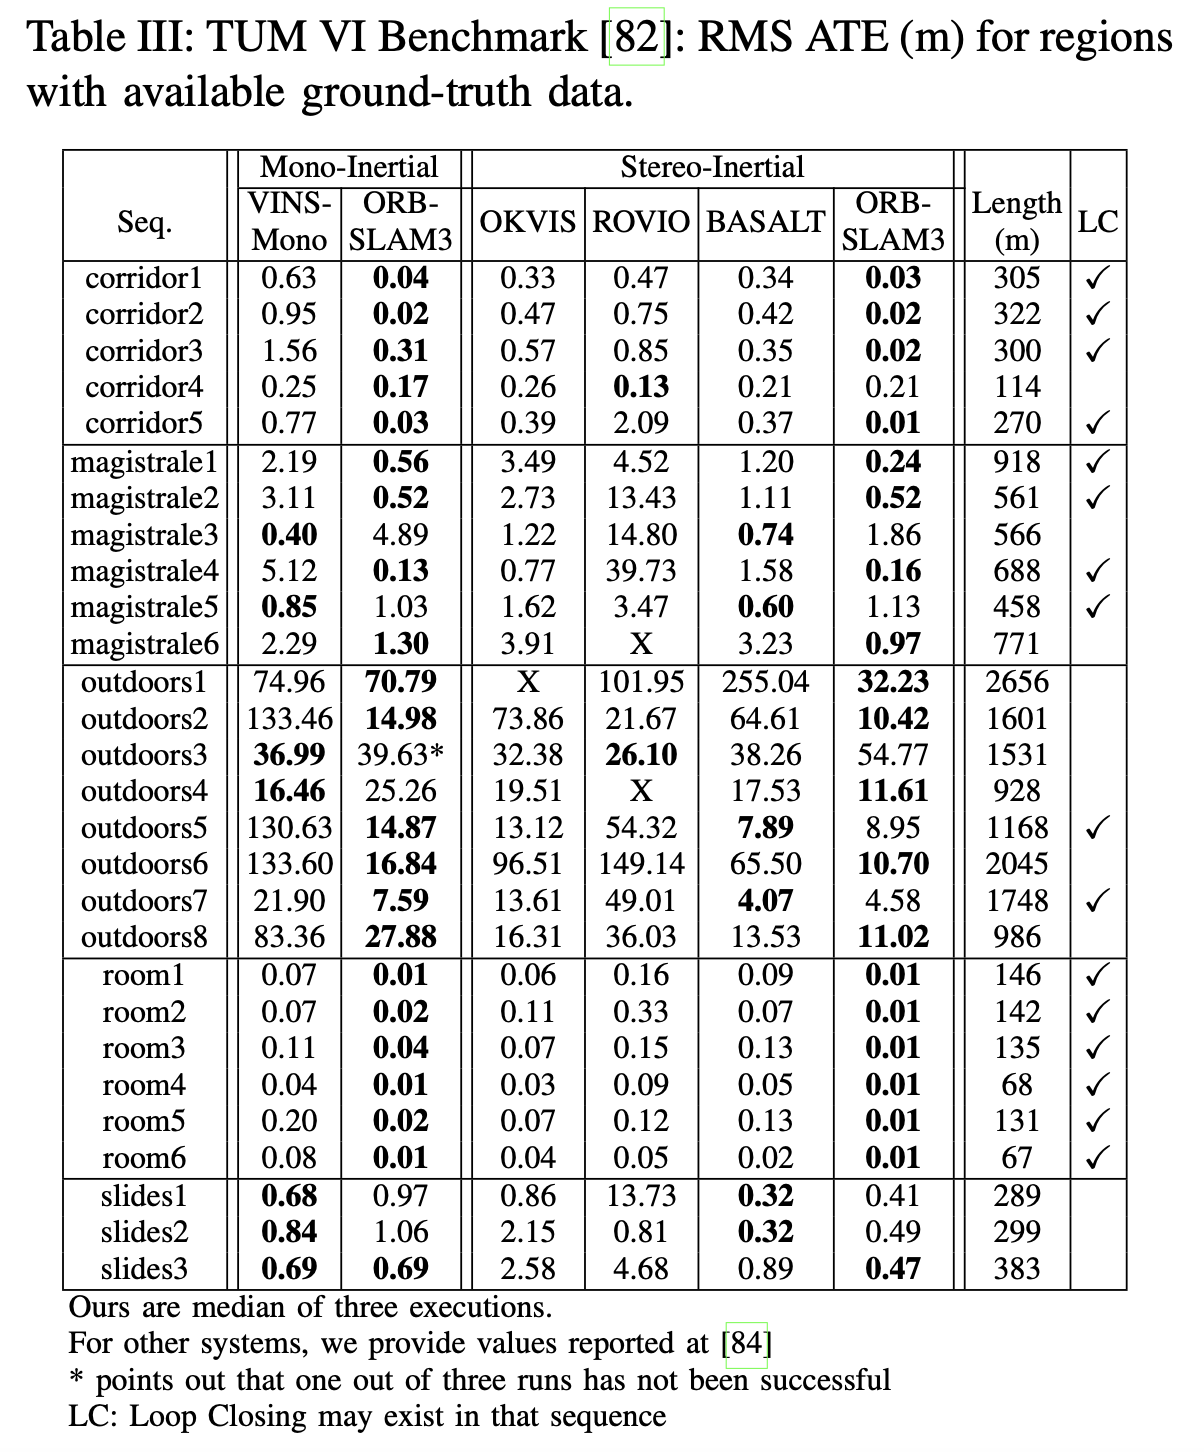 Table III: TUM VI Benchmark [82]: RMS ATE (m) for regions
with available ground-truth data.
Mono-Inertial Stereo-Inertial
Seq. VINS-Mono ORB-SLAM3 OKVIS ROVIO BASALT ORB-SLAM3 Length (m) LC
corridor1 0.63 0.04 0.33 0.47 0.34 0.03 305 ✓
corridor2 0.95 0.02 0.47 0.75 0.42 0.02 322 ✓
corridor3 1.56 0.31 0.57 0.85 0.35 0.02 300 ✓
corridor4 0.25 0.17 0.26 0.13 0.21 0.21 114
corridor5 0.77 0.03 0.39 2.09 0.37 0.01 270 ✓
magistrale1 2.19 0.56 3.49 4.52 1.20 0.24 918 ✓
magistrale2 3.11 0.52 2.73 13.43 1.11 0.52 561 ✓
magistrale3 0.40 4.89 1.22 14.80 0.74 1.86 566
magistrale4 5.12 0.13 0.77 39.73 1.58 0.16 688 ✓
magistrale5 0.85 1.03 1.62 3.47 0.60 1.13 458 ✓
magistrale6 2.29 1.30 3.91 X 3.23 0.97 771
outdoors1 74.96 70.79 X 101.95 255.04 32.23 2656
outdoors2 133.46 14.98 73.86 21.67 64.61 10.42 1601
outdoors3 36.99 39.63* 32.38 26.10 38.26 54.77 1531
outdoors4 16.46 25.26 19.51 X 17.53 11.61 928
outdoors5 130.63 14.87 13.12 54.32 7.89 8.95 1168 ✓
outdoors6 133.60 16.84 96.51 149.14 65.50 10.70 2045
outdoors7 21.90 7.59 13.61 49.01 4.07 4.58 1748 ✓
outdoors8 83.36 27.88 16.31 36.03 13.53 11.02 986
room1 0.07 0.01 0.06 0.16 0.09 0.01 146 ✓
room2 0.07 0.02 0.11 0.33 0.07 0.01 142 ✓
room3 0.11 0.04 0.07 0.15 0.13 0.01 135 ✓
room4 0.04 0.01 0.03 0.09 0.05 0.01 68 ✓
room5 0.20 0.02 0.07 0.12 0.13 0.01 131 ✓
room6 0.08 0.01 0.04 0.05 0.02 0.01 67 ✓
slides1 0.68 0.97 0.86 13.73 0.32 0.41 289
slides2 0.84 1.06 2.15 0.81 0.32 0.49 299
slides3 0.69 0.69 2.58 4.68 0.89 0.47 383
Ours are median of three executions.
For other systems, we provide values reported at [84]
* points out that one out of three runs has not been successful
LC: Loop Closing may exist in that sequence